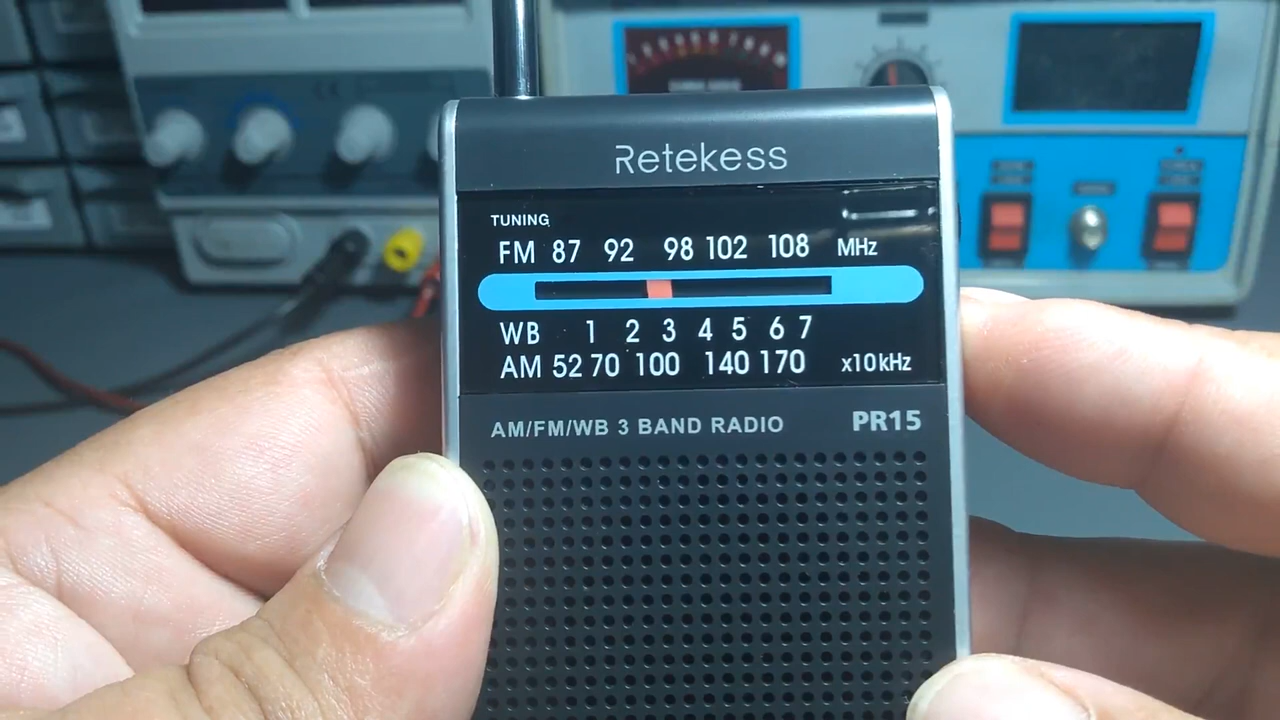 Retekess
TUNING
FM 87 92 98 102 108 MHz
WB 1 2 3 4 5 6 7
AM 52 70 100 140 170 x10kHz
AM/FM/WB 3 BAND RADIO PR15